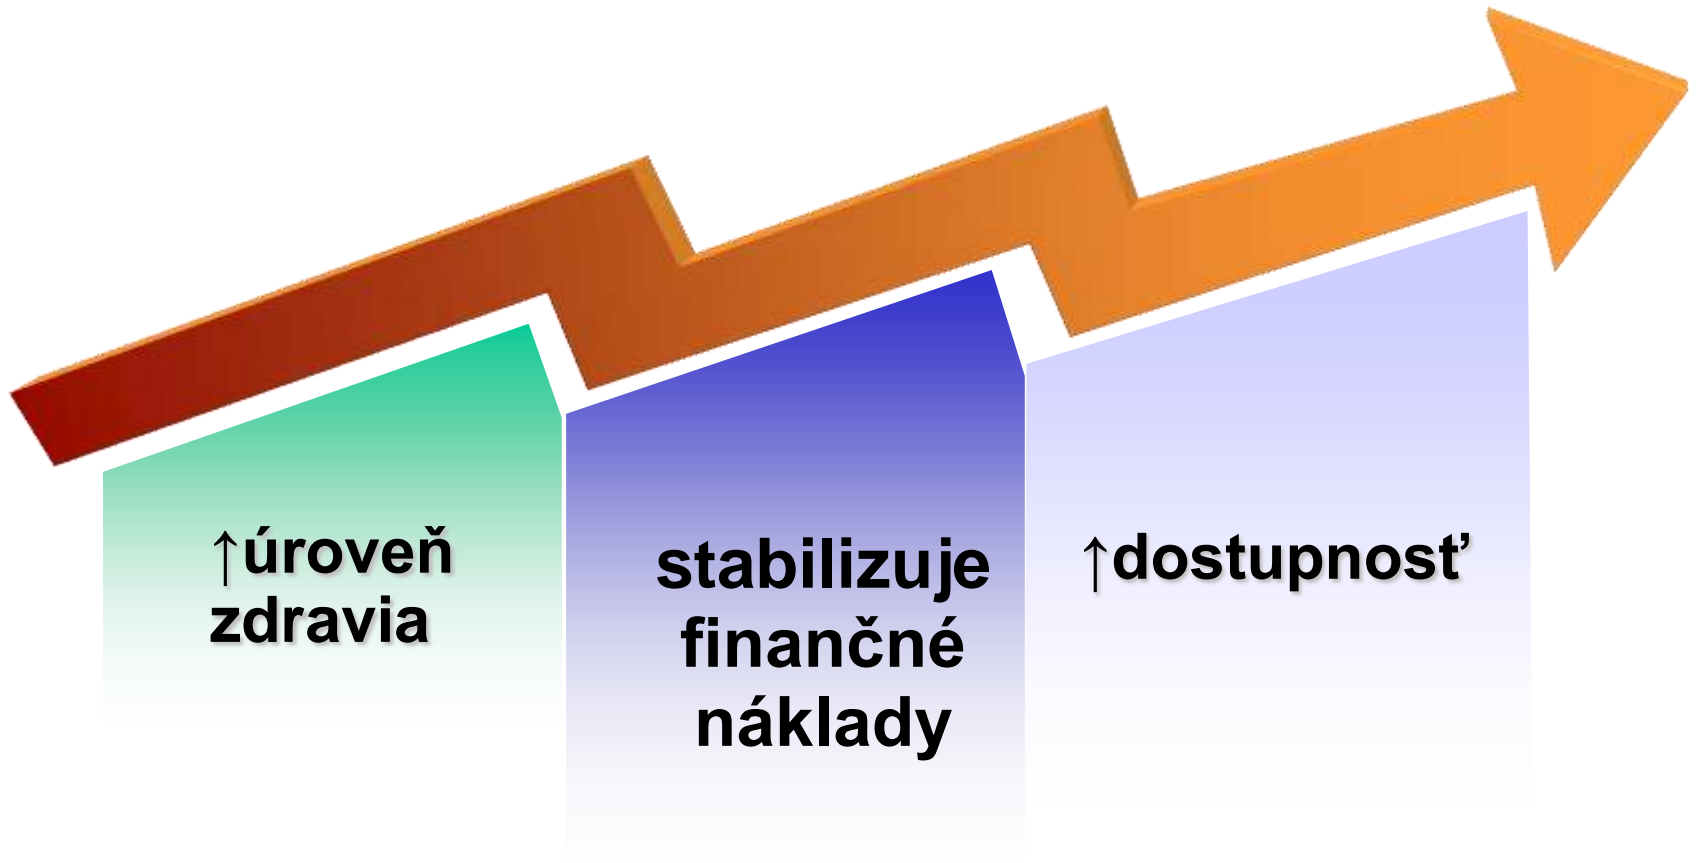 ↑úroveň
zdravia
stabilizuje
finančné
náklady
↑dostupnosť